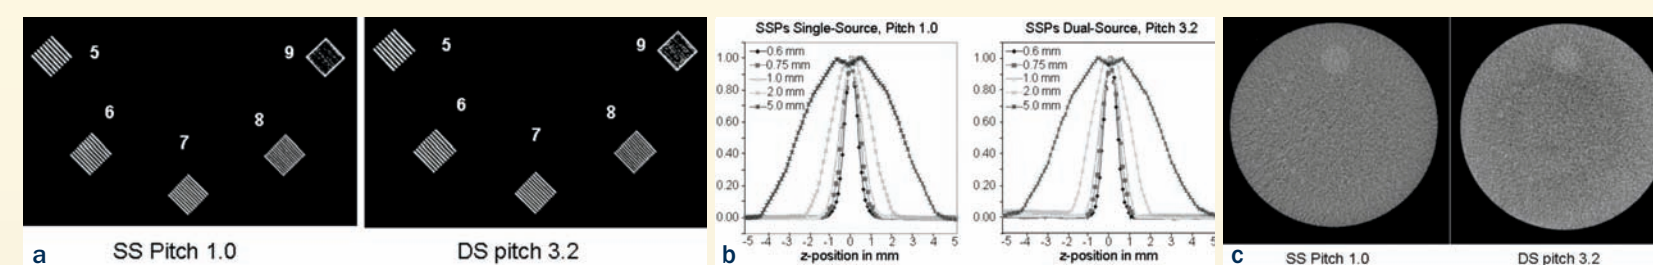 5
9
6
8
7
a
SS Pitch 1.0
5
9
6
8
7
DS pitch 3.2
SSPs Single-Source, Pitch 1.0
0.6 mm
0.75 mm
1.0 mm
2.0 mm
5.0 mm
1.00
0.80
0.60
0.40
0.20
0.00
-5 -4 -3 -2 -1 0 1 2 3 4 5
z-position in mm
b
SSPs Dual-Source, Pitch 3.2
0.6 mm
0.75 mm
1.0 mm
2.0 mm
5.0 mm
1.00
0.80
0.60
0.40
0.20
0.00
-5 -4 -3 -2 -1 0 1 2 3 4 5
z-position in mm
c
SS Pitch 1.0
DS pitch 3.2